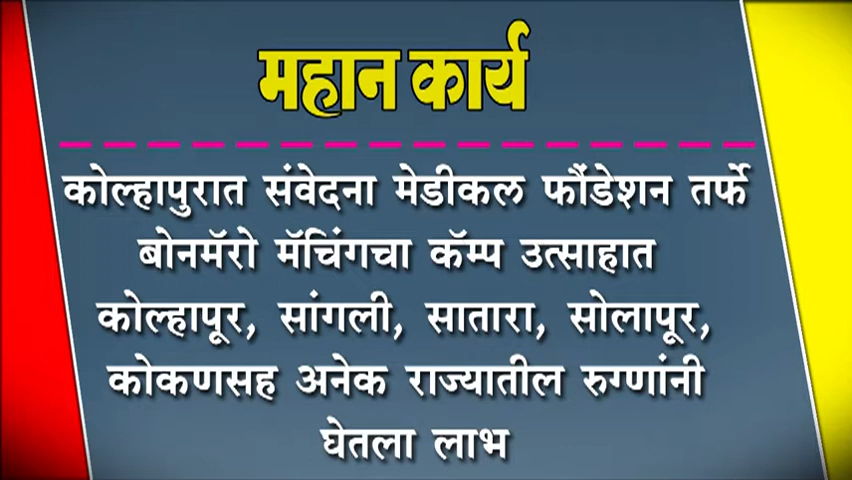 महान कार्य
कोल्हापुरात संवेदना मेडीकल फौंडेशन तर्फे
बोनमॅरो मॅचिंगचा कॅम्प उत्साहात
कोल्हापूर, सांगली, सातारा, सोलापूर,
कोकणसह अनेक राज्यातील रुग्णांनी
घेतला लाभ